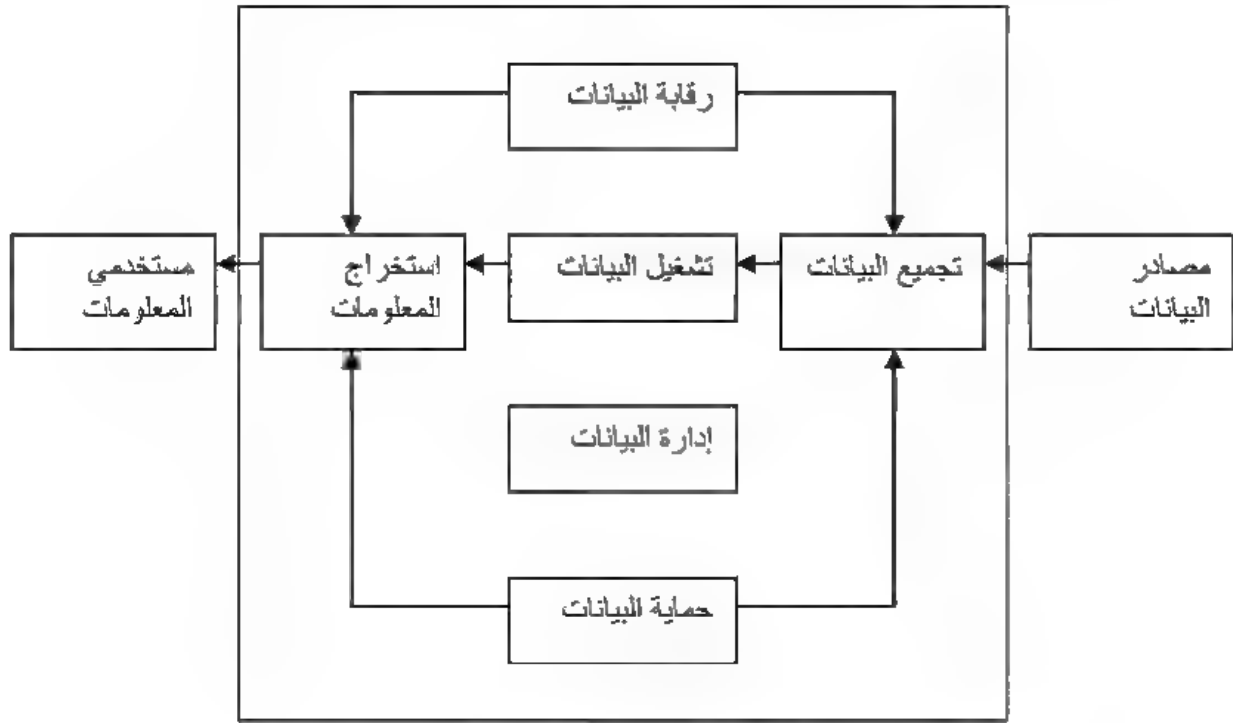 رقابة البيانات
مصادر
البيانات
تجميع البيانات
تشغيل البيانات
استخراج
المعلومات
مستخدمي
المعلومات
إدارة البيانات
حماية البيانات